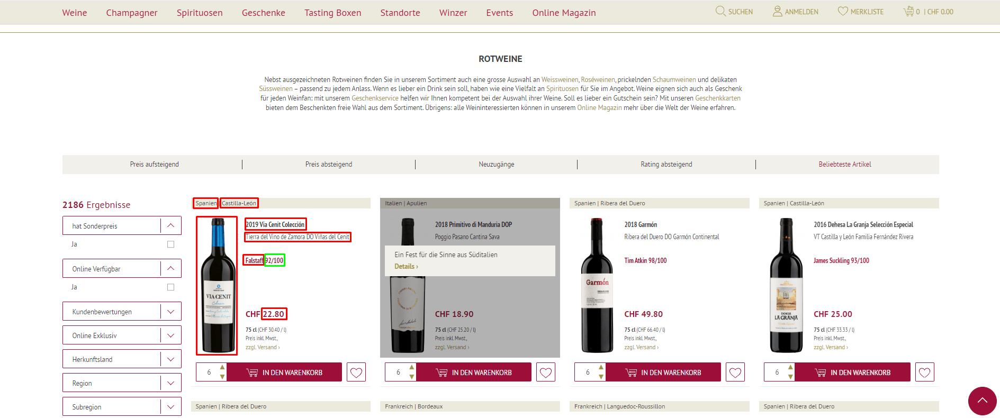 Weine Champagner Spirituosen Geschenke Tasting Boxen Standorte Winzer Events Online Magazin SUCHEN ANMELDEN MERKLISTE 0 | CHF 0.00
ROTWEINE
Nebst ausgezeichneten Rotweinen finden Sie in unserem Sortiment auch eine grosse Auswahl an Weissweinen, Roséweinen, prickelnden Schaumweinen und delikaten
Süssweinen – passend zu jedem Anlass. Wenn es lieber ein Drink sein soll, haben wie eine Vielfalt an Spirituosen für Sie im Angebot. Weine eignen sich auch als Geschenk
für jeden Weinfan: mit unserem Geschenkservice helfen wir Ihnen kompetent bei der Auswahl ihrer Weine. Soll es lieber ein Gutschein sein? Mit unseren Geschenkkarten
bieten dem Beschenkten freie Wahl aus dem Sortiment. Übrigens: alle Weininteressierten können in unserem Online Magazin mehr über die Welt der Weine erfahren.
Preis aufsteigend Preis absteigend Neuzugänge Rating absteigend Beliebteste Artikel
2186 Ergebnisse
hat Sonderpreis
Ja
Online Verfügbar
Ja
Kundenbewertungen
Online Exklusiv
Herkunftsland
Region
Subregion
Spanien | Castilla-León
VIA CENIT
Colección
2019 Via Cenit Colección
Tierra del Vino de Zamora DO Viñas del Cenit
Falstaff 92/100
CHF 22.80
75 cl (CHF 30.40 / l)
Preis inkl. Mwst.,
zzgl. Versand ›
6 IN DEN WARENKORB
Italien | Apulien
2018 Primitivo di Manduria DOP
Poggio Pasano Cantina Sava
Ein Fest für die Sinne aus Süditalien
Details ›
CHF 18.90
75 cl (CHF 25.20 / l)
Preis inkl. Mwst.,
zzgl. Versand ›
6 IN DEN WARENKORB
Spanien | Ribera del Duero
Garmón
2018 Garmón
Ribera del Duero DO Garmón Continental
Tim Atkin 98/100
CHF 49.80
75 cl (CHF 66.40 / l)
Preis inkl. Mwst.,
zzgl. Versand ›
6 IN DEN WARENKORB
Spanien | Castilla-León
DEHESA
LA GRANJA
2016 Dehesa La Granja Selección Especial
VT Castilla y León Familia Fernández Rivera
James Suckling 93/100
CHF 25.00
75 cl (CHF 33.33 / l)
Preis inkl. Mwst.,
zzgl. Versand ›
6 IN DEN WARENKORB
Spanien | Ribera del Duero
Frankreich | Bordeaux
Frankreich | Languedoc-Roussillon
Spanien | Ribera del Duero